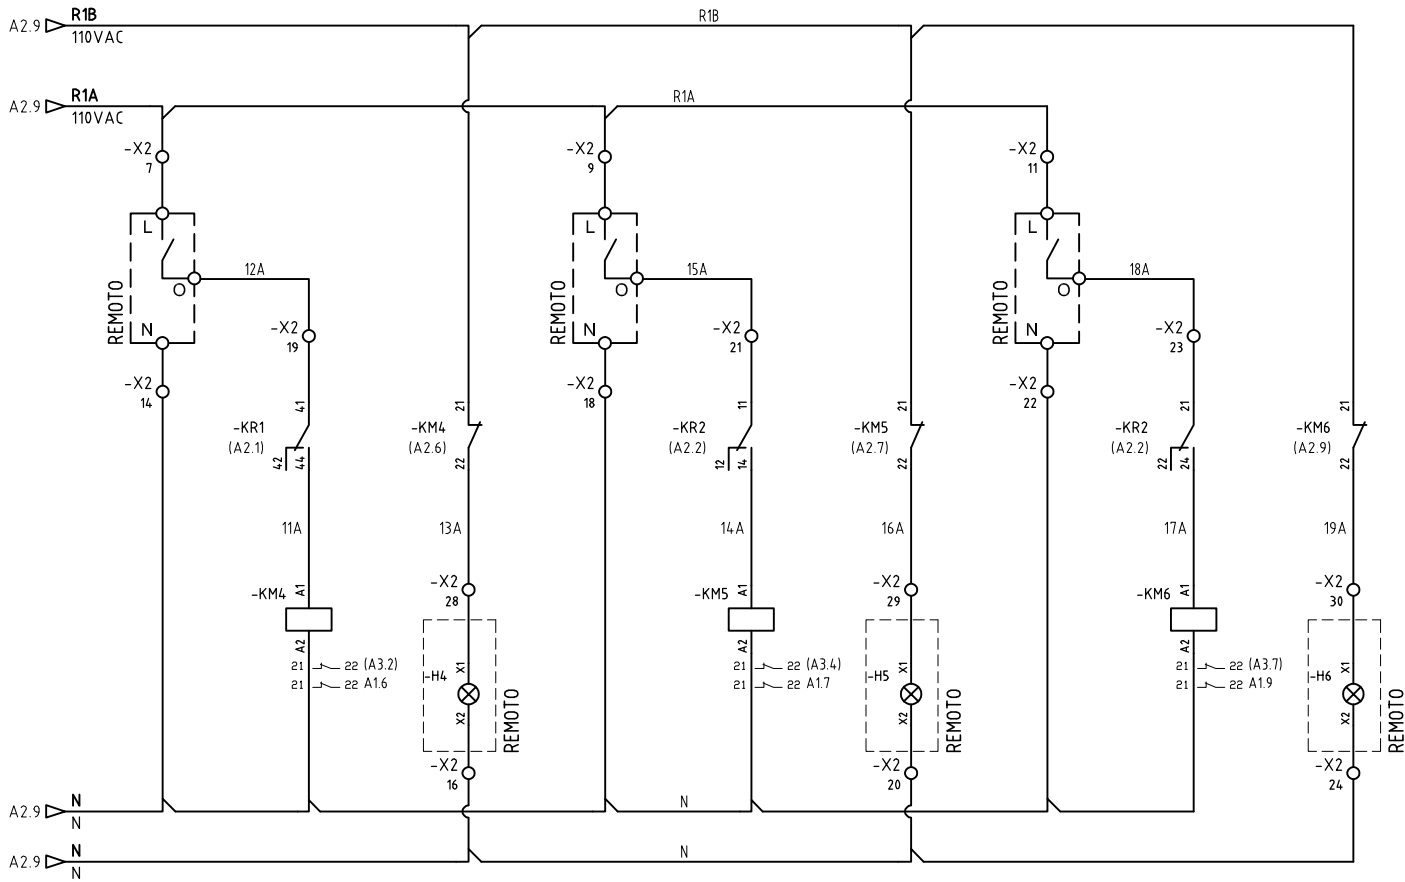 R1B
A2.9
110VAC
R1B
R1A
A2.9
110VAC
R1A
-X2
7
-X2
9
-X2
11
L
O
N
REMOTO
12A
L
O
N
REMOTO
15A
L
O
N
REMOTO
18A
-X2
19
-X2
21
-X2
23
-X2
14
-X2
18
-X2
22
41
-KR1
(A2.1)
42
44
21
-KM4
(A2.6)
22
11
-KR2
(A2.2)
12
14
21
-KM5
(A2.7)
22
21
-KR2
(A2.2)
22
24
21
-KM6
(A2.9)
22
11A
13A
14A
16A
17A
19A
A1
-KM4
A2
-X2
28
A1
-KM5
A2
-X2
29
A1
-KM6
A2
-X2
30
21 22 (A3.2)
21 22 A1.6
X1
-H4
X2
REMOTO
21 22 (A3.4)
21 22 A1.7
X1
-H5
X2
REMOTO
21 22 (A3.7)
21 22 A1.9
X1
-H6
X2
REMOTO
-X2
16
-X2
20
-X2
24
N
A2.9
N
N
N
A2.9
N
N